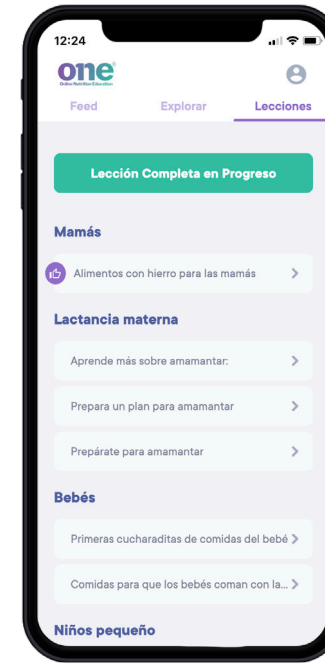 12:24
one
Online Nutrition Education
Feed Explorar Lecciones
Lección Completa en Progreso
Mamás
Alimentos con hierro para las mamás
Lactancia materna
Aprende más sobre amamantar:
Prepara un plan para amamantar
Prepárate para amamantar
Bebés
Primeras cucharaditas de comidas del bebé
Comidas para que los bebés coman con la...
Niños pequeño